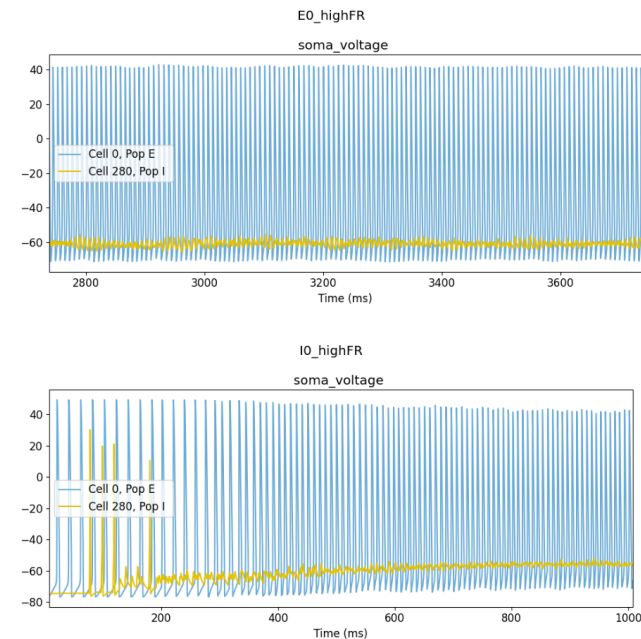 E0_highFR
soma_voltage
40
20
0
−20
−40
−60
Cell 0, Pop E
Cell 280, Pop I
2800
3000
3200
3400
3600
Time (ms)
I0_highFR
soma_voltage
40
20
0
−20
−40
−60
−80
Cell 0, Pop E
Cell 280, Pop I
200
400
600
800
1000
Time (ms)